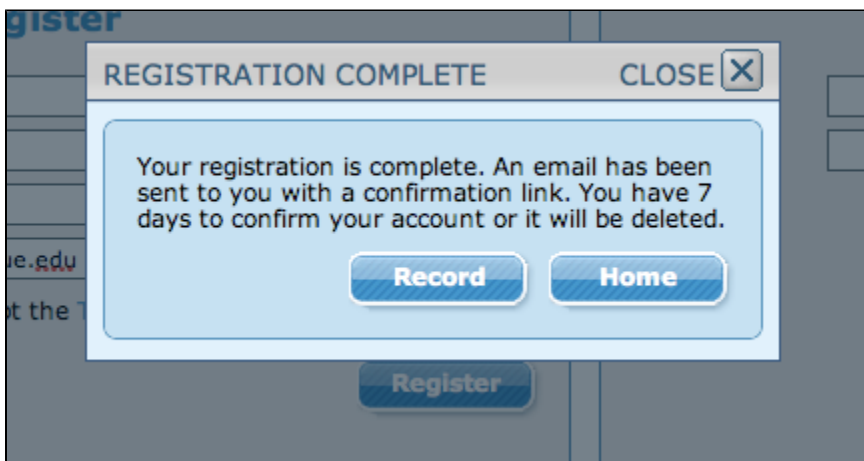 gister
REGISTRATION COMPLETE CLOSE X
Your registration is complete. An email has been
sent to you with a confirmation link. You have 7
days to confirm your account or it will be deleted.
ue.edu
Record Home
ot the T
Register